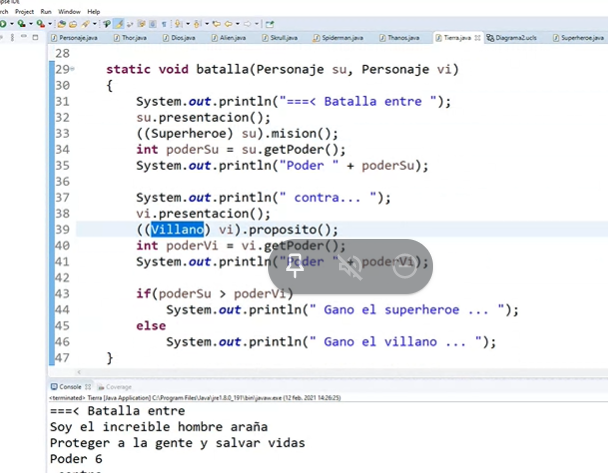 arch Project Run Window Help
Personaje.java Thor.java Dios.java Alien.java Skrull.java Spiderman.java Thanos.java Tierra.java Diagrama2.ucls Superheroe.java
28
29 static void batalla(Personaje su, Personaje vi)
30 {
31 System.out.println("===< Batalla entre ");
32 su.presentacion();
33 ((Superheroe) su).mision();
34 int poderSu = su.getPoder();
35 System.out.println("Poder " + poderSu);
36
37 System.out.println(" contra... ");
38 vi.presentacion();
39 ((Villano) vi).proposito();
40 int poderVi = vi.getPoder();
41 System.out.println("Poder " + poderVi);
42
43 if(poderSu > poderVi)
44 System.out.println(" Gano el superheroe ... ");
45 else
46 System.out.println(" Gano el villano ... ");
47 }
Console Coverage
<terminated> Tierra [Java Application] C:\Program Files\Java\jre1.8.0_191\bin\javaw.exe (12 feb. 2021 14:26:25)
===< Batalla entre
Soy el increible hombre araña
Proteger a la gente y salvar vidas
Poder 6